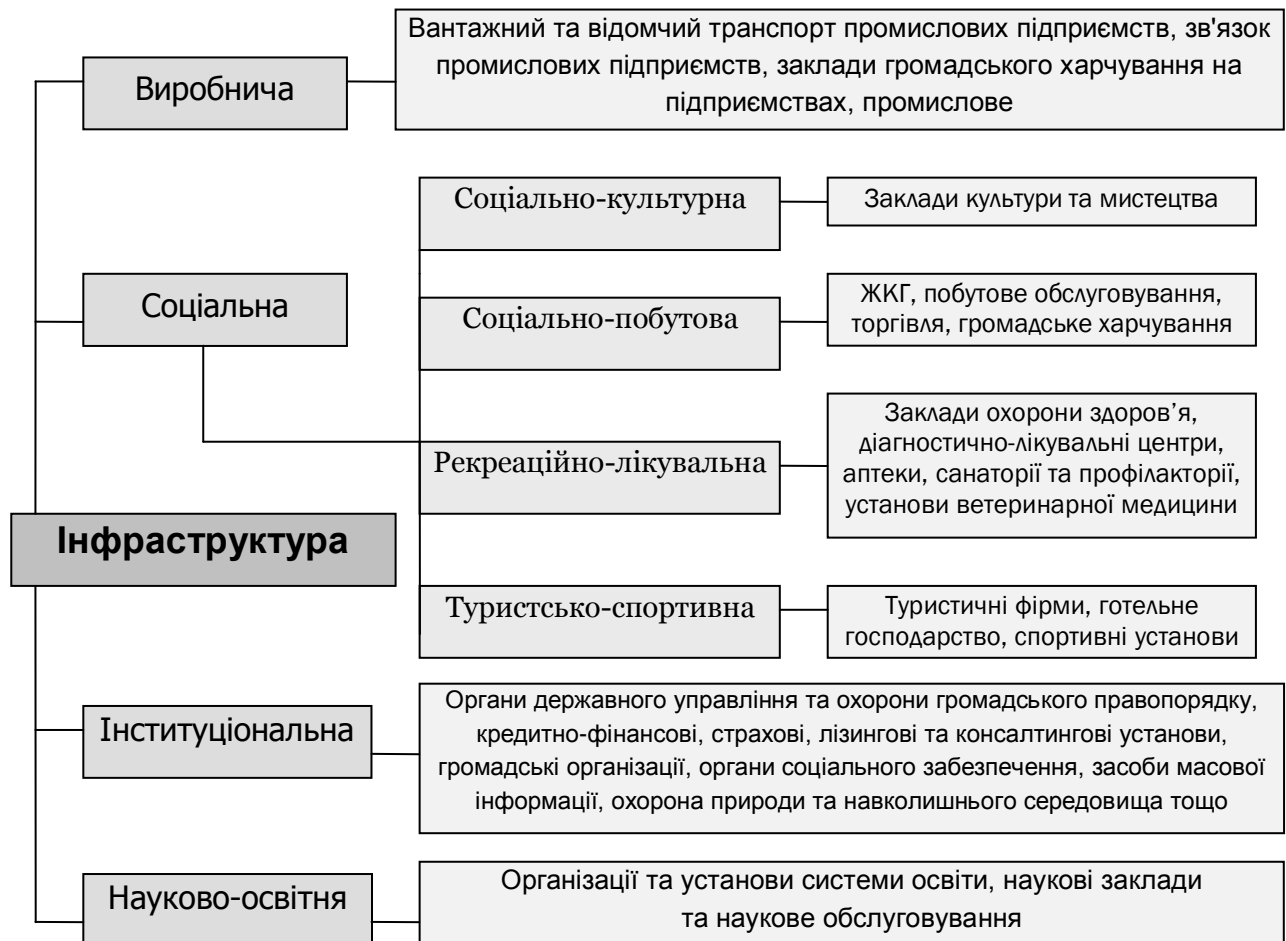 Вантажний та відомчий транспорт промислових підприємств, зв'язок
промислових підприємств, заклади громадського харчування на
підприємствах, промислове
Виробнича
Соціально-культурна
Заклади культури та мистецтва
Соціальна
Соціально-побутова
ЖКГ, побутове обслуговування,
торгівля, громадське харчування
Рекреаційно-лікувальна
Заклади охорони здоров’я,
діагностично-лікувальні центри,
аптеки, санаторії та профілакторії,
установи ветеринарної медицини
Інфраструктура
Туристсько-спортивна
Туристичні фірми, готельне
господарство, спортивні установи
Інституціональна
Органи державного управління та охорони громадського правопорядку,
кредитно-фінансові, страхові, лізингові та консалтингові установи,
громадські організації, органи соціального забезпечення, засоби масової
інформації, охорона природи та навколишнього середовища тощо
Науково-освітня
Організації та установи системи освіти, наукові заклади
та наукове обслуговування